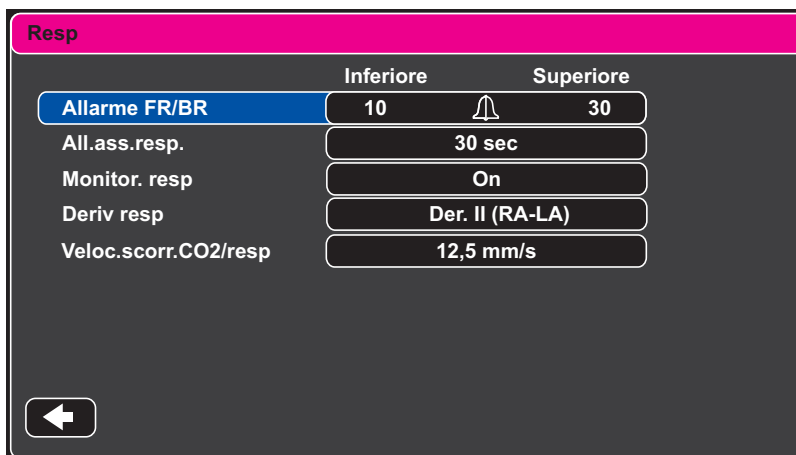 Resp
Inferiore Superiore
Allarme FR/BR 10 30
All.ass.resp. 30 sec
Monitor. resp On
Deriv resp Der. II (RA-LA)
Veloc.scorr.CO2/resp 12,5 mm/s